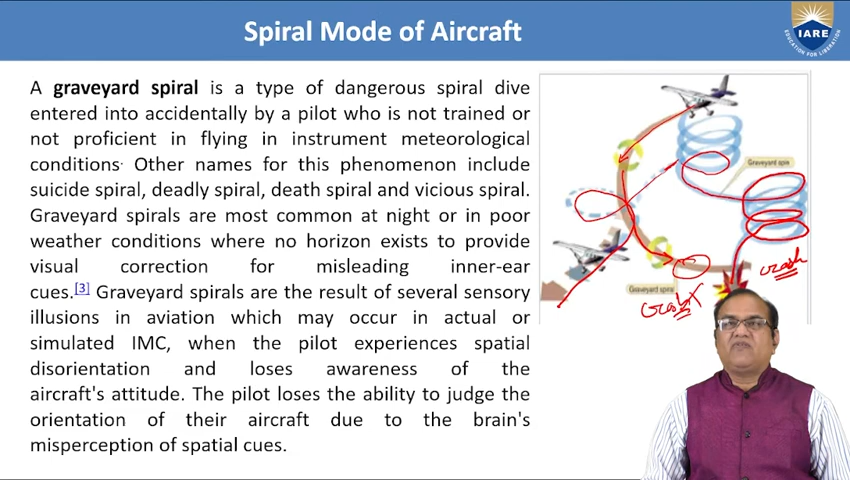 Spiral Mode of Aircraft
IARE
EDUCATION FOR LIBERATION
A graveyard spiral is a type of dangerous spiral dive
entered into accidentally by a pilot who is not trained or
not proficient in flying in instrument meteorological
conditions. Other names for this phenomenon include
suicide spiral, deadly spiral, death spiral and vicious spiral.
Graveyard spirals are most common at night or in poor
weather conditions where no horizon exists to provide
visual correction for misleading inner-ear
cues.[3] Graveyard spirals are the result of several sensory
illusions in aviation which may occur in actual or
simulated IMC, when the pilot experiences spatial
disorientation and loses awareness of the
aircraft's attitude. The pilot loses the ability to judge the
orientation of their aircraft due to the brain's
misperception of spatial cues.
Graveyard spin
crash
Graveyard spiral
crash